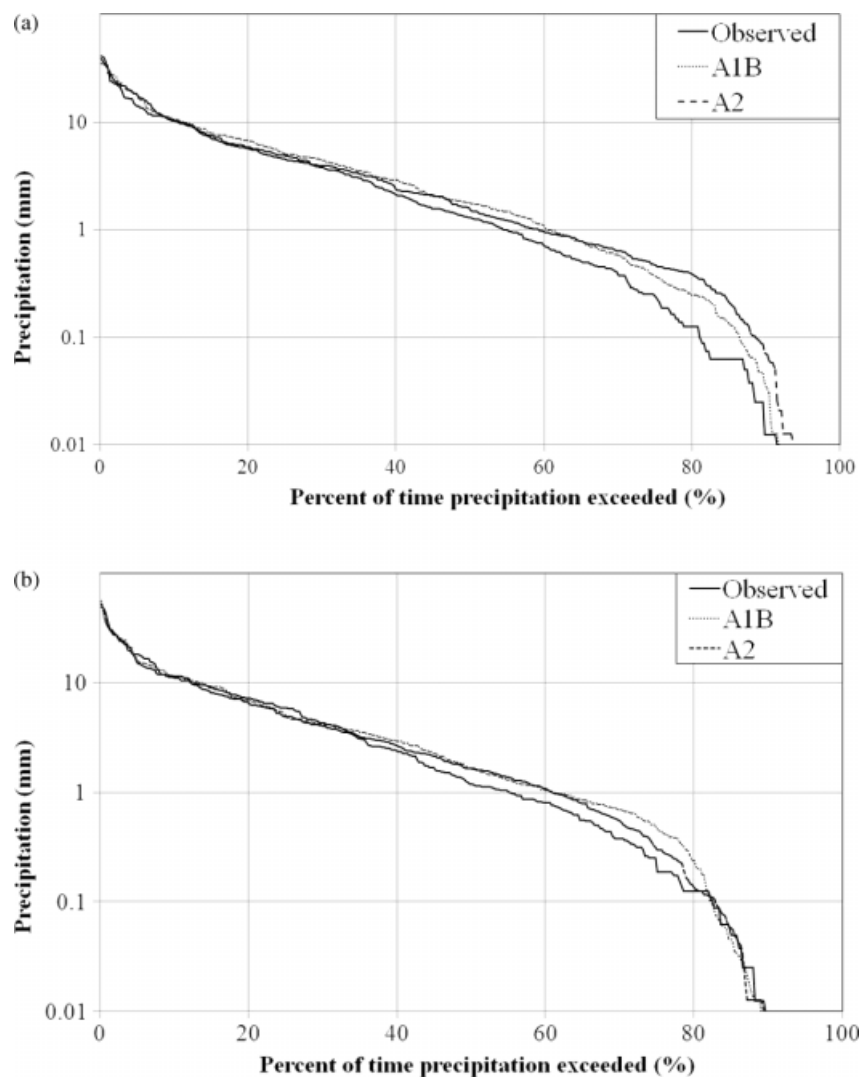 (a)
Observed
A1B
A2
Precipitation (mm)
10
1
0.1
0.01
0 20 40 60 80 100
Percent of time precipitation exceeded (%)
(b)
Observed
A1B
A2
Precipitation (mm)
10
1
0.1
0.01
0 20 40 60 80 100
Percent of time precipitation exceeded (%)